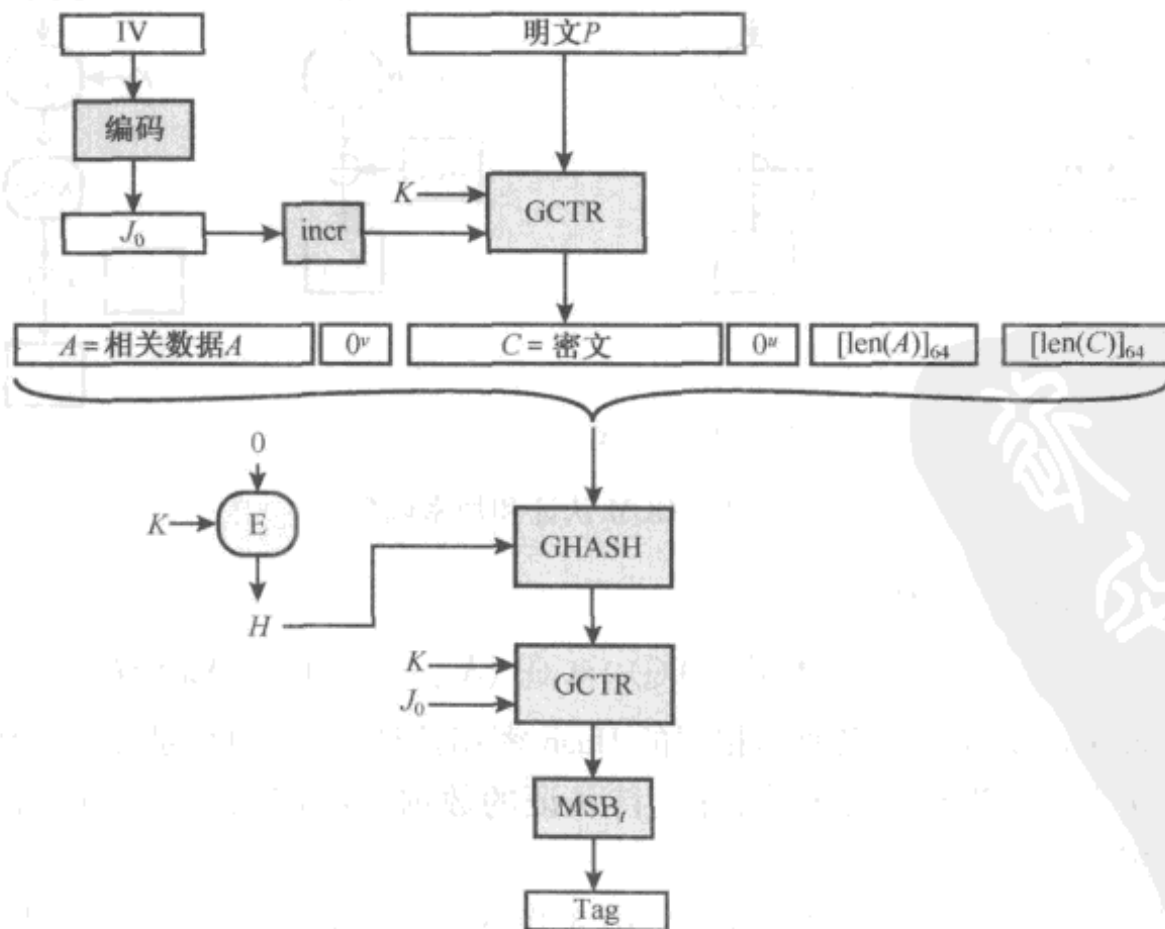 IV
明文P
编码
K
GCTR
J₀
incr
A = 相关数据A
0ᵛ
C = 密文
0ᵘ
[len(A)]₆₄
[len(C)]₆₄
0
K
E
GHASH
H
K
GCTR
J₀
MSBₜ
Tag